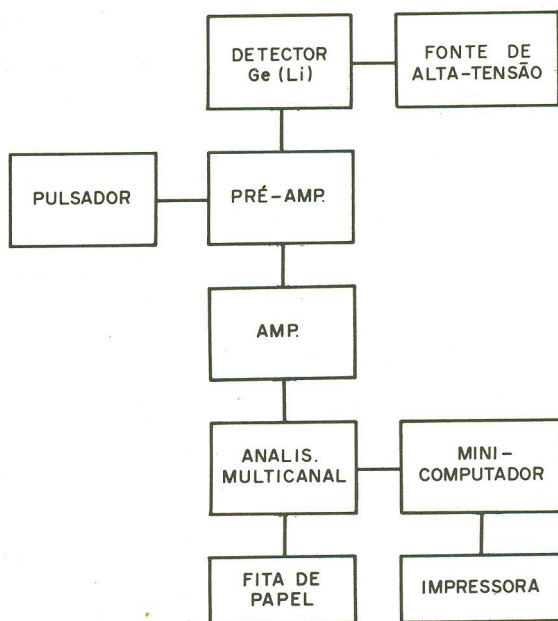 DETECTOR
Ge (Li)
FONTE DE
ALTA-TENSÃO
PULSADOR
PRÉ-AMP.
AMP.
ANALIS.
MULTICANAL
MINI-
COMPUTADOR
FITA DE
PAPEL
IMPRESSORA